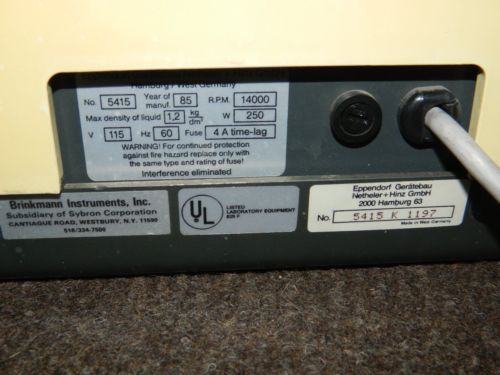 Hamburg / West Germany
No. 5415 Year of manuf. 85 R.P.M. 14000
Max density of liquid 1,2 kg/dm³ W 250
V 115 Hz 60 Fuse 4 A time-lag
WARNING! For continued protection
against fire hazard replace only with
the same type and rating of fuse!
Interference eliminated
Brinkmann Instruments, Inc.
Subsidiary of Sybron Corporation
CANTIAGUE ROAD, WESTBURY, N.Y. 11590
516/334-7500
UL
LISTED
LABORATORY EQUIPMENT
Eppendorf Gerätebau
Netheler+Hinz GmbH
2000 Hamburg 63
No. 5415 K 1197
Made in West Germany